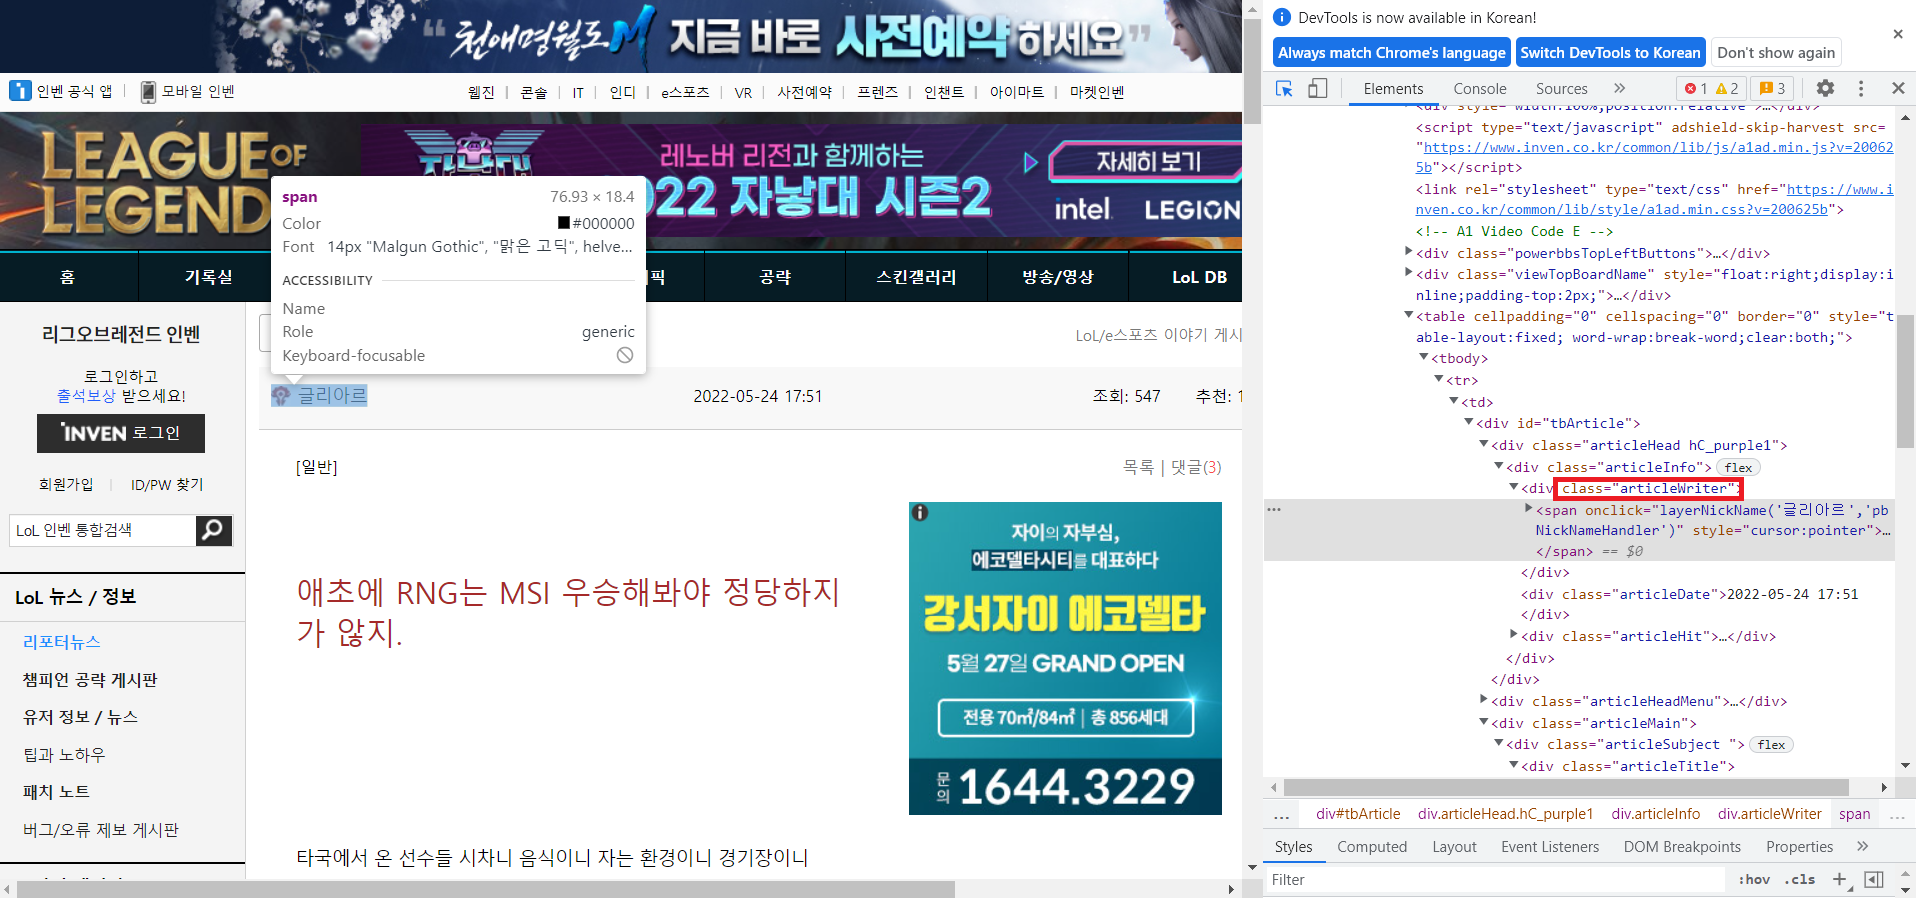 “천애명월도M 지금 바로 사전예약 하세요”
인벤 공식 앱 | 모바일 인벤
웹진 | 콘솔 | IT | 인디 | e스포츠 | VR | 사전예약 | 프렌즈 | 인챈트 | 아이마트 | 마켓인벤
LEAGUE OF
LEGEND
레노버 리전과 함께하는
2022 자낳대 시즌2
자세히 보기
intel. LEGION
span 76.93 × 18.4
Color #000000
Font 14px "Malgun Gothic", "맑은 고딕", helve...
ACCESSIBILITY
Name
Role generic
Keyboard-focusable
홈 기록실 픽 공략 스킨갤러리 방송/영상 LoL DB
리그오브레전드 인벤
로그인하고
출석보상 받으세요!
INVEN 로그인
회원가입 | ID/PW 찾기
LoL 인벤 통합검색
LoL 뉴스 / 정보
리포터뉴스
챔피언 공략 게시판
유저 정보 / 뉴스
팁과 노하우
패치 노트
버그/오류 제보 게시판
LoL/e스포츠 이야기 게시
글리아르 2022-05-24 17:51 조회: 547 추천: 1
[일반] 목록 | 댓글(3)
애초에 RNG는 MSI 우승해봐야 정당하지
가 않지.
자이의 자부심,
에코델타시티를 대표하다
강서자이 에코델타
5월 27일 GRAND OPEN
전용 70㎡/84㎡ | 총 856세대
문의 1644.3229
타국에서 온 선수들 시차니 음식이니 자는 환경이니 경기장이니
DevTools is now available in Korean!
Always match Chrome's language Switch DevTools to Korean Don't show again
Elements Console Sources » 1 2 3
<div style="width:100%;position:relative">…</div>
<script type="text/javascript" adshield-skip-harvest src=
"https://www.inven.co.kr/common/lib/js/a1ad.min.js?v=20062
5b"></script>
<link rel="stylesheet" type="text/css" href="https://www.i
nven.co.kr/common/lib/style/a1ad.min.css?v=200625b">
<!-- A1 Video Code E -->
<div class="powerbbsTopLeftButtons">…</div>
<div class="viewTopBoardName" style="float:right;display:i
nline;padding-top:2px;">…</div>
<table cellpadding="0" cellspacing="0" border="0" style="t
able-layout:fixed; word-wrap:break-word;clear:both;">
<tbody>
<tr>
<td>
<div id="tbArticle">
<div class="articleHead hC_purple1">
<div class="articleInfo"> flex
<div class="articleWriter">
<span onclick="layerNickName('글리아르','pb
NickNameHandler')" style="cursor:pointer">…
</span> == $0
</div>
<div class="articleDate">2022-05-24 17:51
</div>
<div class="articleHit">…</div>
</div>
</div>
<div class="articleHeadMenu">…</div>
<div class="articleMain">
<div class="articleSubject "> flex
<div class="articleTitle">
... div#tbArticle div.articleHead.hC_purple1 div.articleInfo div.articleWriter span ...
Styles Computed Layout Event Listeners DOM Breakpoints Properties »
Filter :hov .cls +